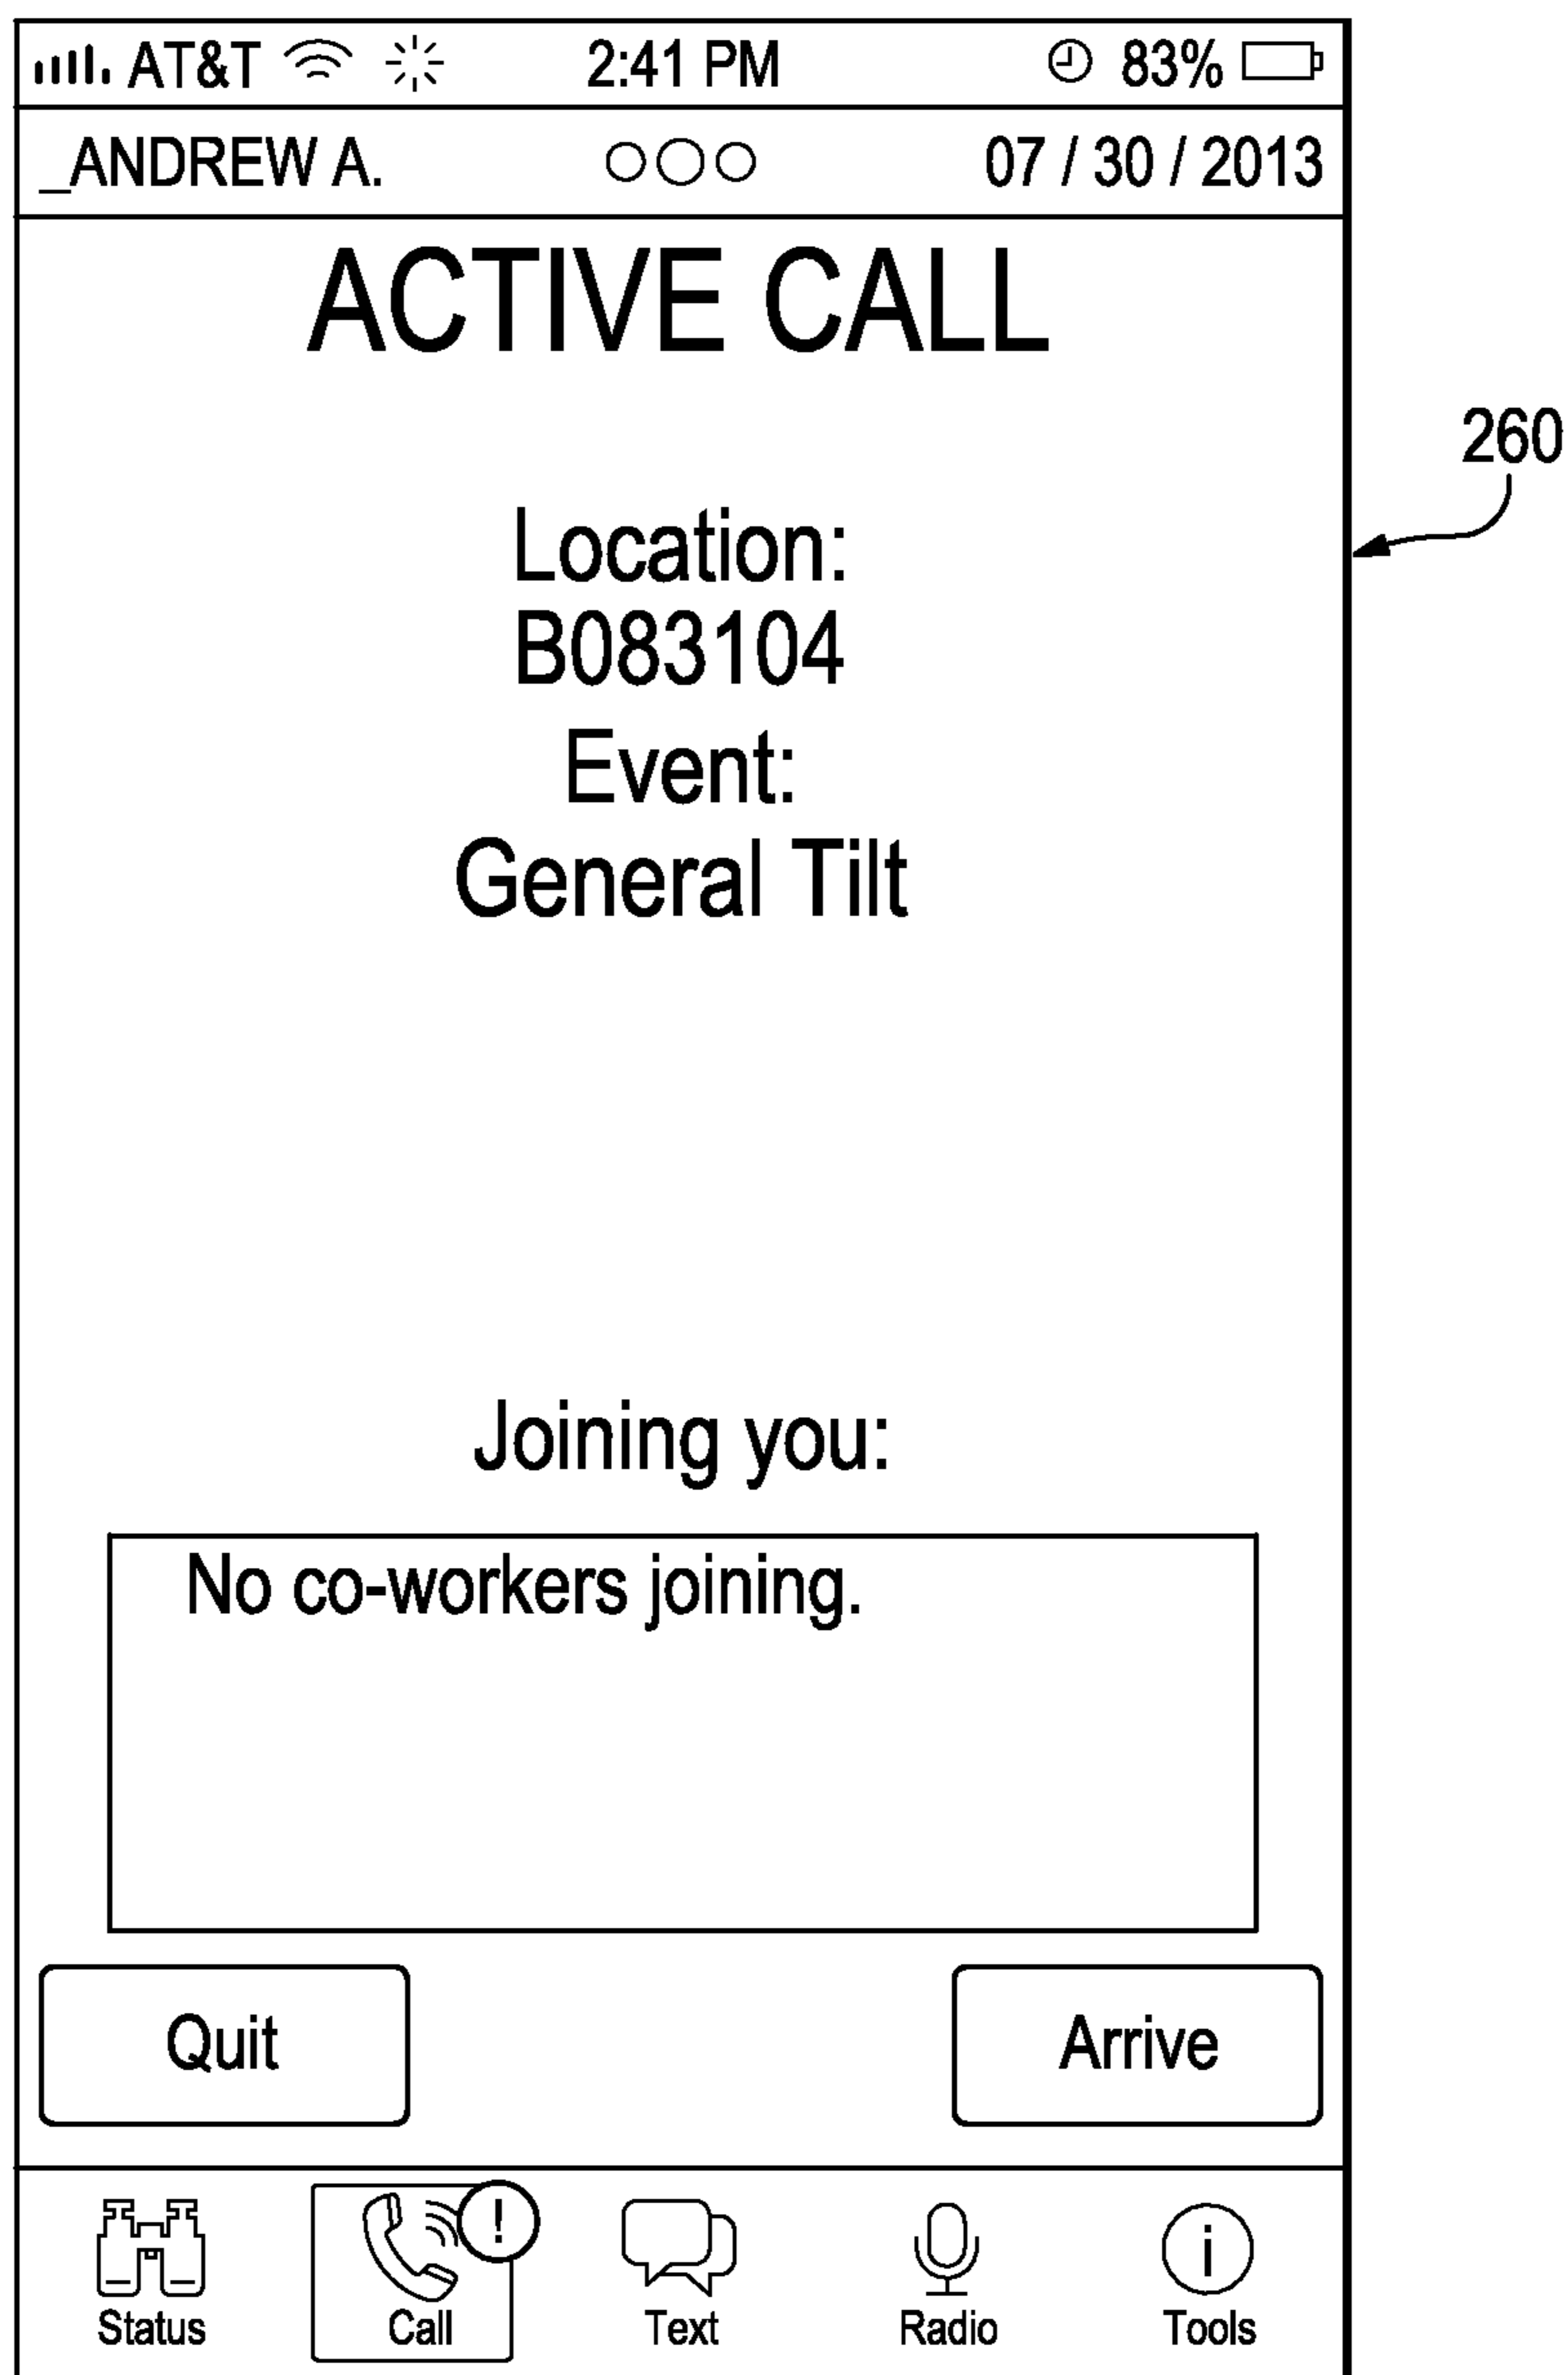 AT&T 2:41 PM 83%
_ANDREW A. 07 / 30 / 2013
ACTIVE CALL
260
Location:
B083104
Event:
General Tilt
Joining you:
No co-workers joining.
Quit Arrive
!
i
Status Call Text Radio Tools